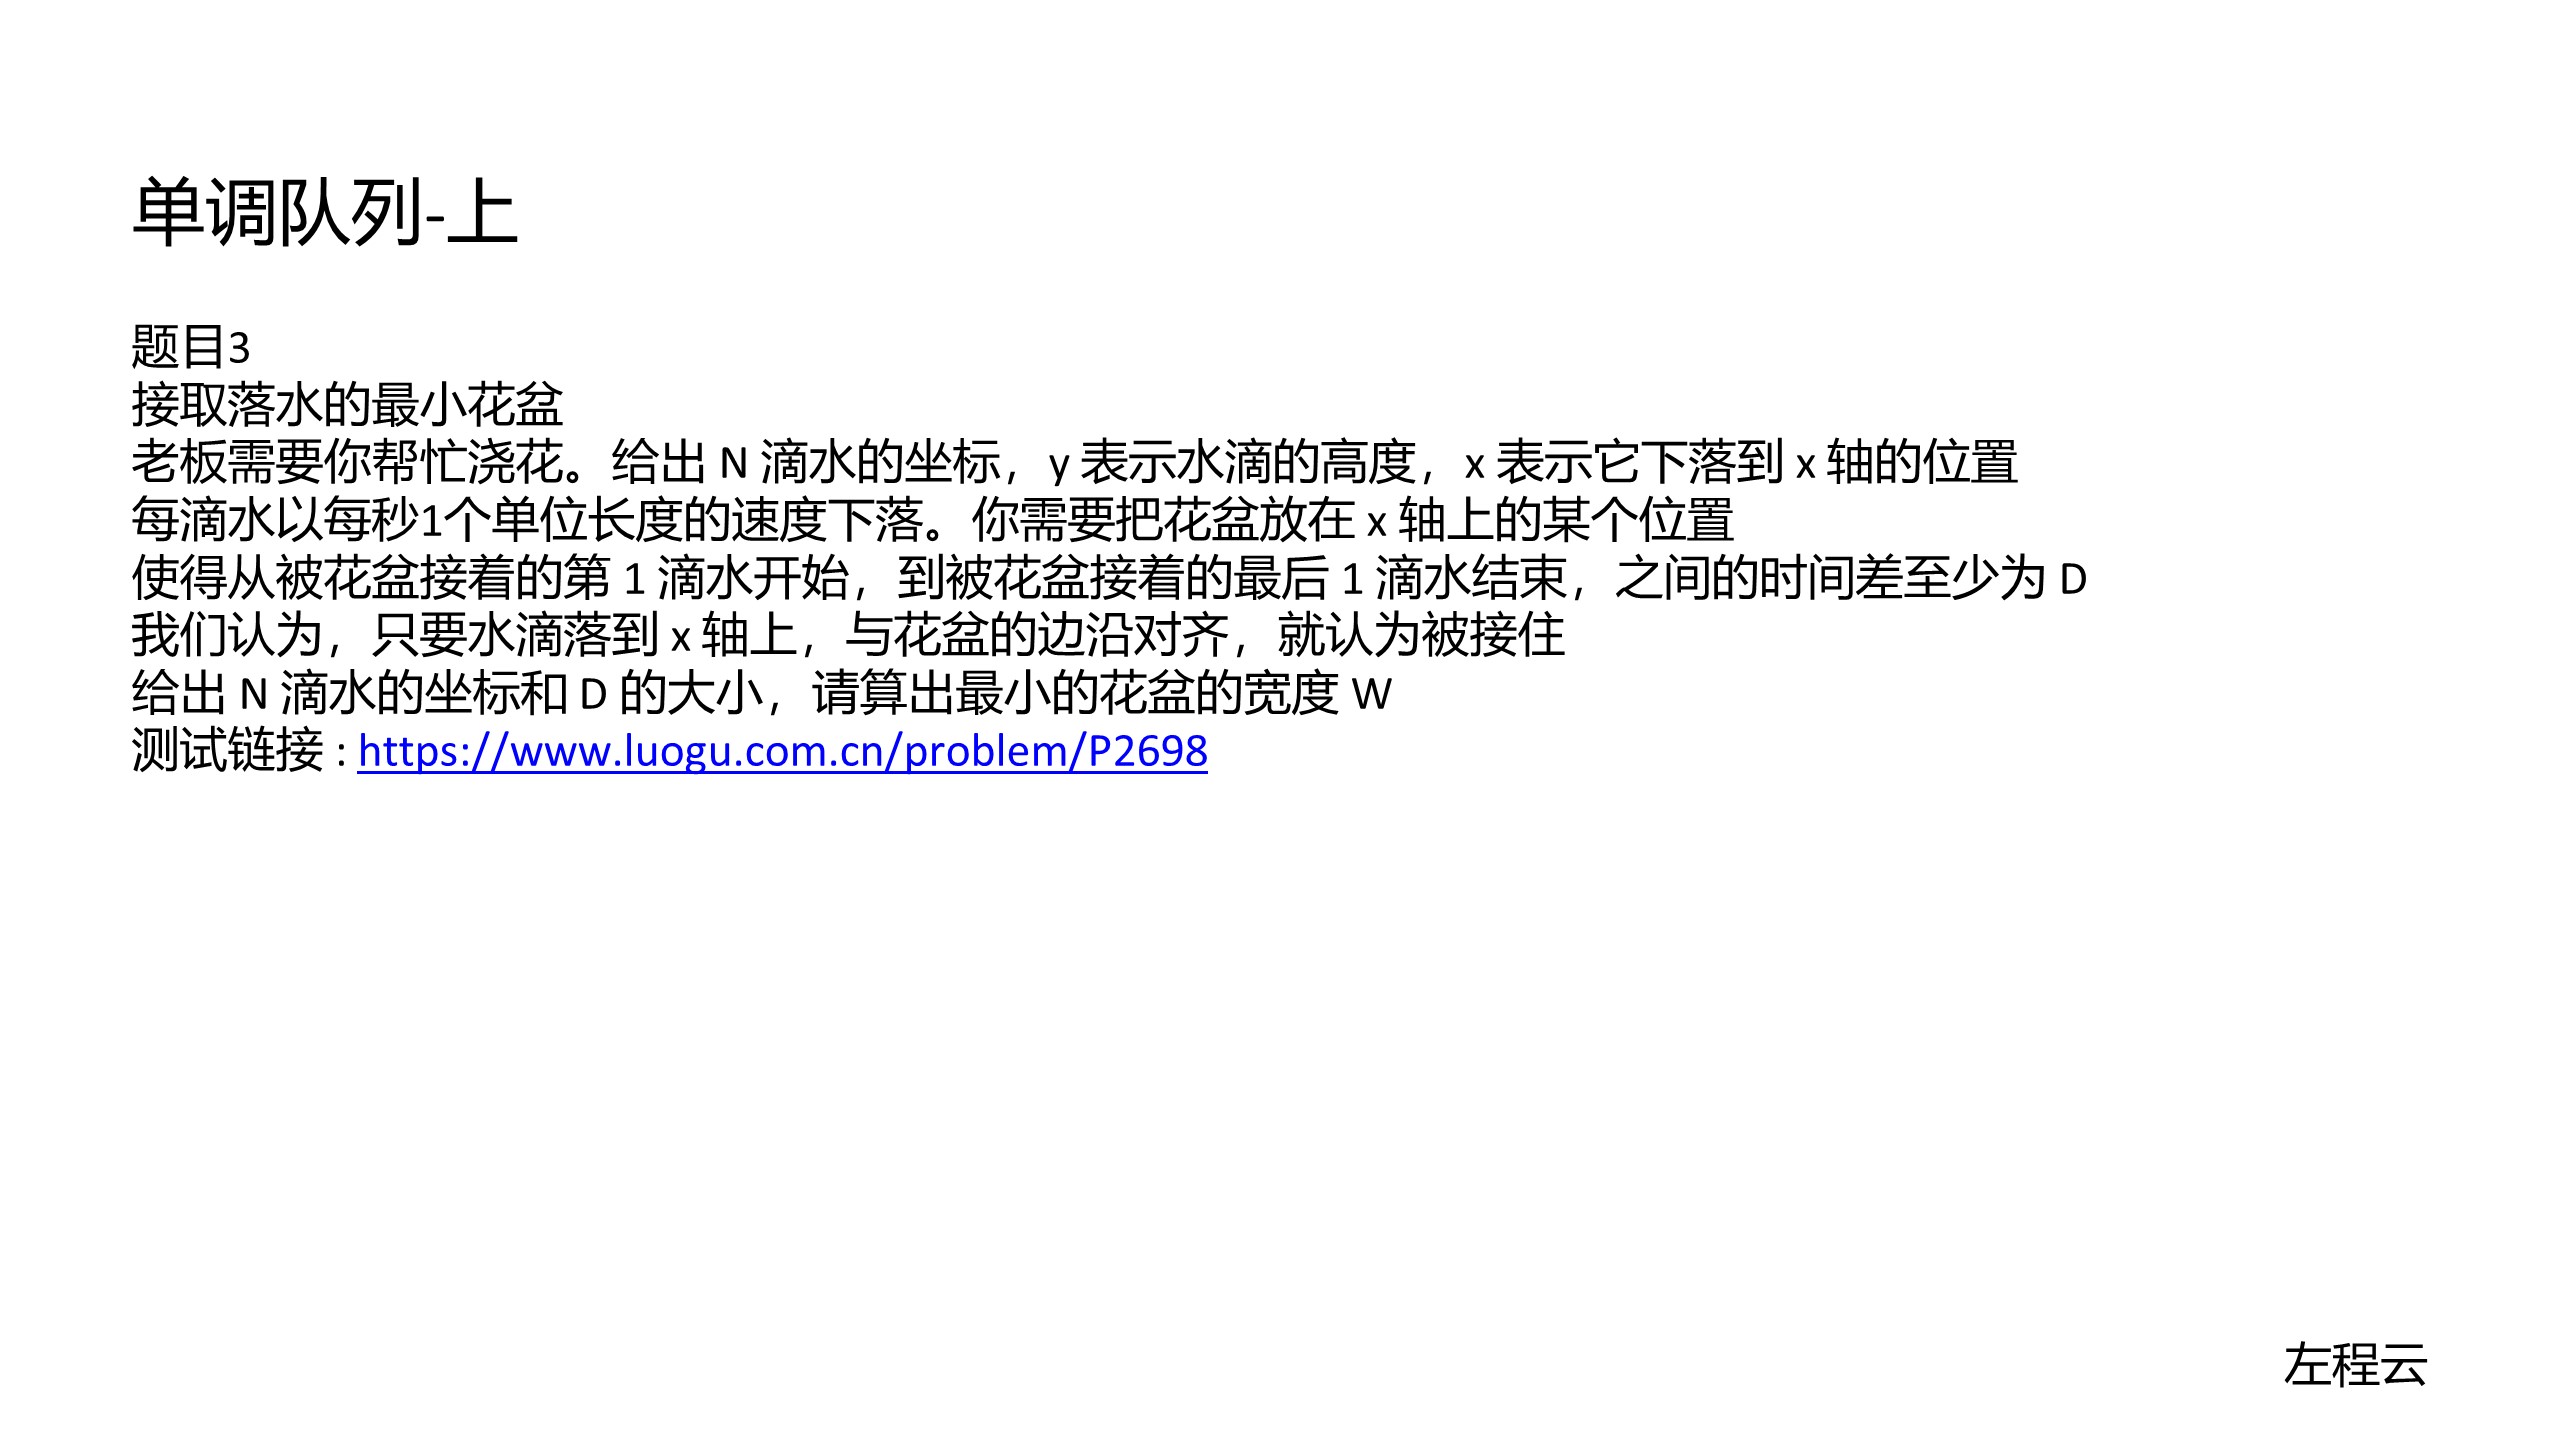 单调队列-上
题目3
接取落水的最小花盆
老板需要你帮忙浇花。给出 N 滴水的坐标，y 表示水滴的高度，x 表示它下落到 x 轴的位置
每滴水以每秒1个单位长度的速度下落。你需要把花盆放在 x 轴上的某个位置
使得从被花盆接着的第 1 滴水开始，到被花盆接着的最后 1 滴水结束，之间的时间差至少为 D
我们认为，只要水滴落到 x 轴上，与花盆的边沿对齐，就认为被接住
给出 N 滴水的坐标和 D 的大小，请算出最小的花盆的宽度 W
测试链接 : https://www.luogu.com.cn/problem/P2698
左程云